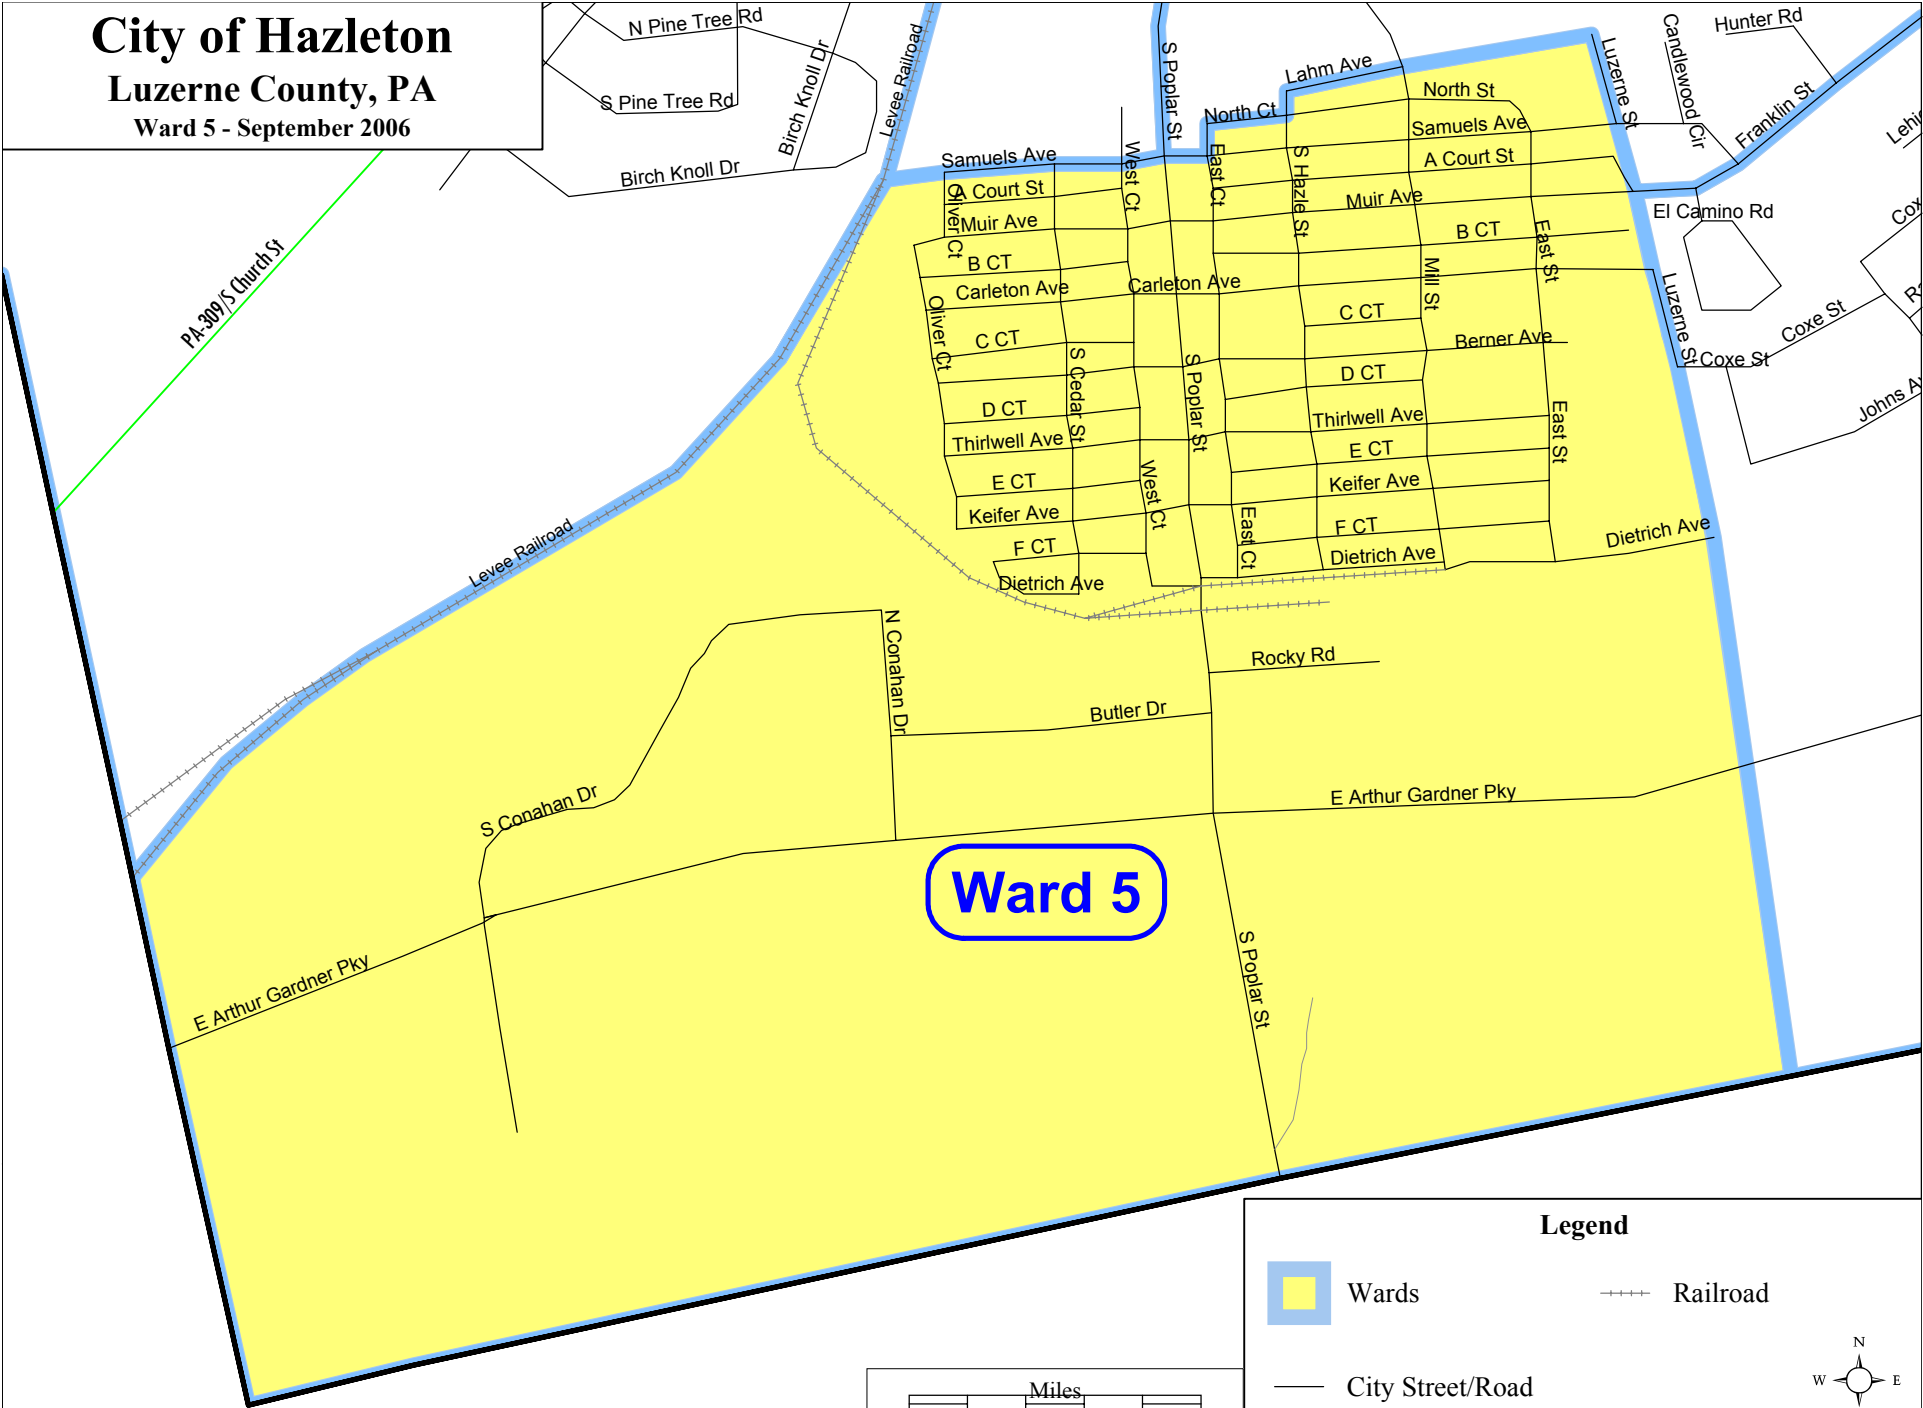 City of Hazleton
Luzerne County, PA
Ward 5 - September 2006
N Pine Tree Rd
S Pine Tree Rd
Birch Knoll Dr
Birch Knoll Dr
Levee Railroad
S Poplar St
Lahm Ave
North Ct
North St
Luzerne St
Candlewood Cir
Hunter Rd
Franklin St
Samuels Ave
Samuels Ave
West Ct
East Ct
S Hazle St
A Court St
A Court St
Oliver Ct
Muir Ave
Muir Ave
El Camino Rd
B CT
B CT
East St
PA-309/S Church St
Carleton Ave
Carleton Ave
Mill St
Luzerne St
Oliver Ct
C CT
C CT
Coxe St
Berner Ave
Coxe St
S Cedar St
S Poplar St
D CT
D CT
Thirlwell Ave
Thirlwell Ave
East St
E CT
E CT
West Ct
Keifer Ave
Keifer Ave
East Ct
F CT
F CT
Dietrich Ave
Dietrich Ave
Dietrich Ave
Levee Railroad
N Conahan Dr
Rocky Rd
Butler Dr
S Conahan Dr
E Arthur Gardner Pky
Ward 5
E Arthur Gardner Pky
S Poplar St
Legend
Wards
Railroad
City Street/Road
Miles
N
W
E